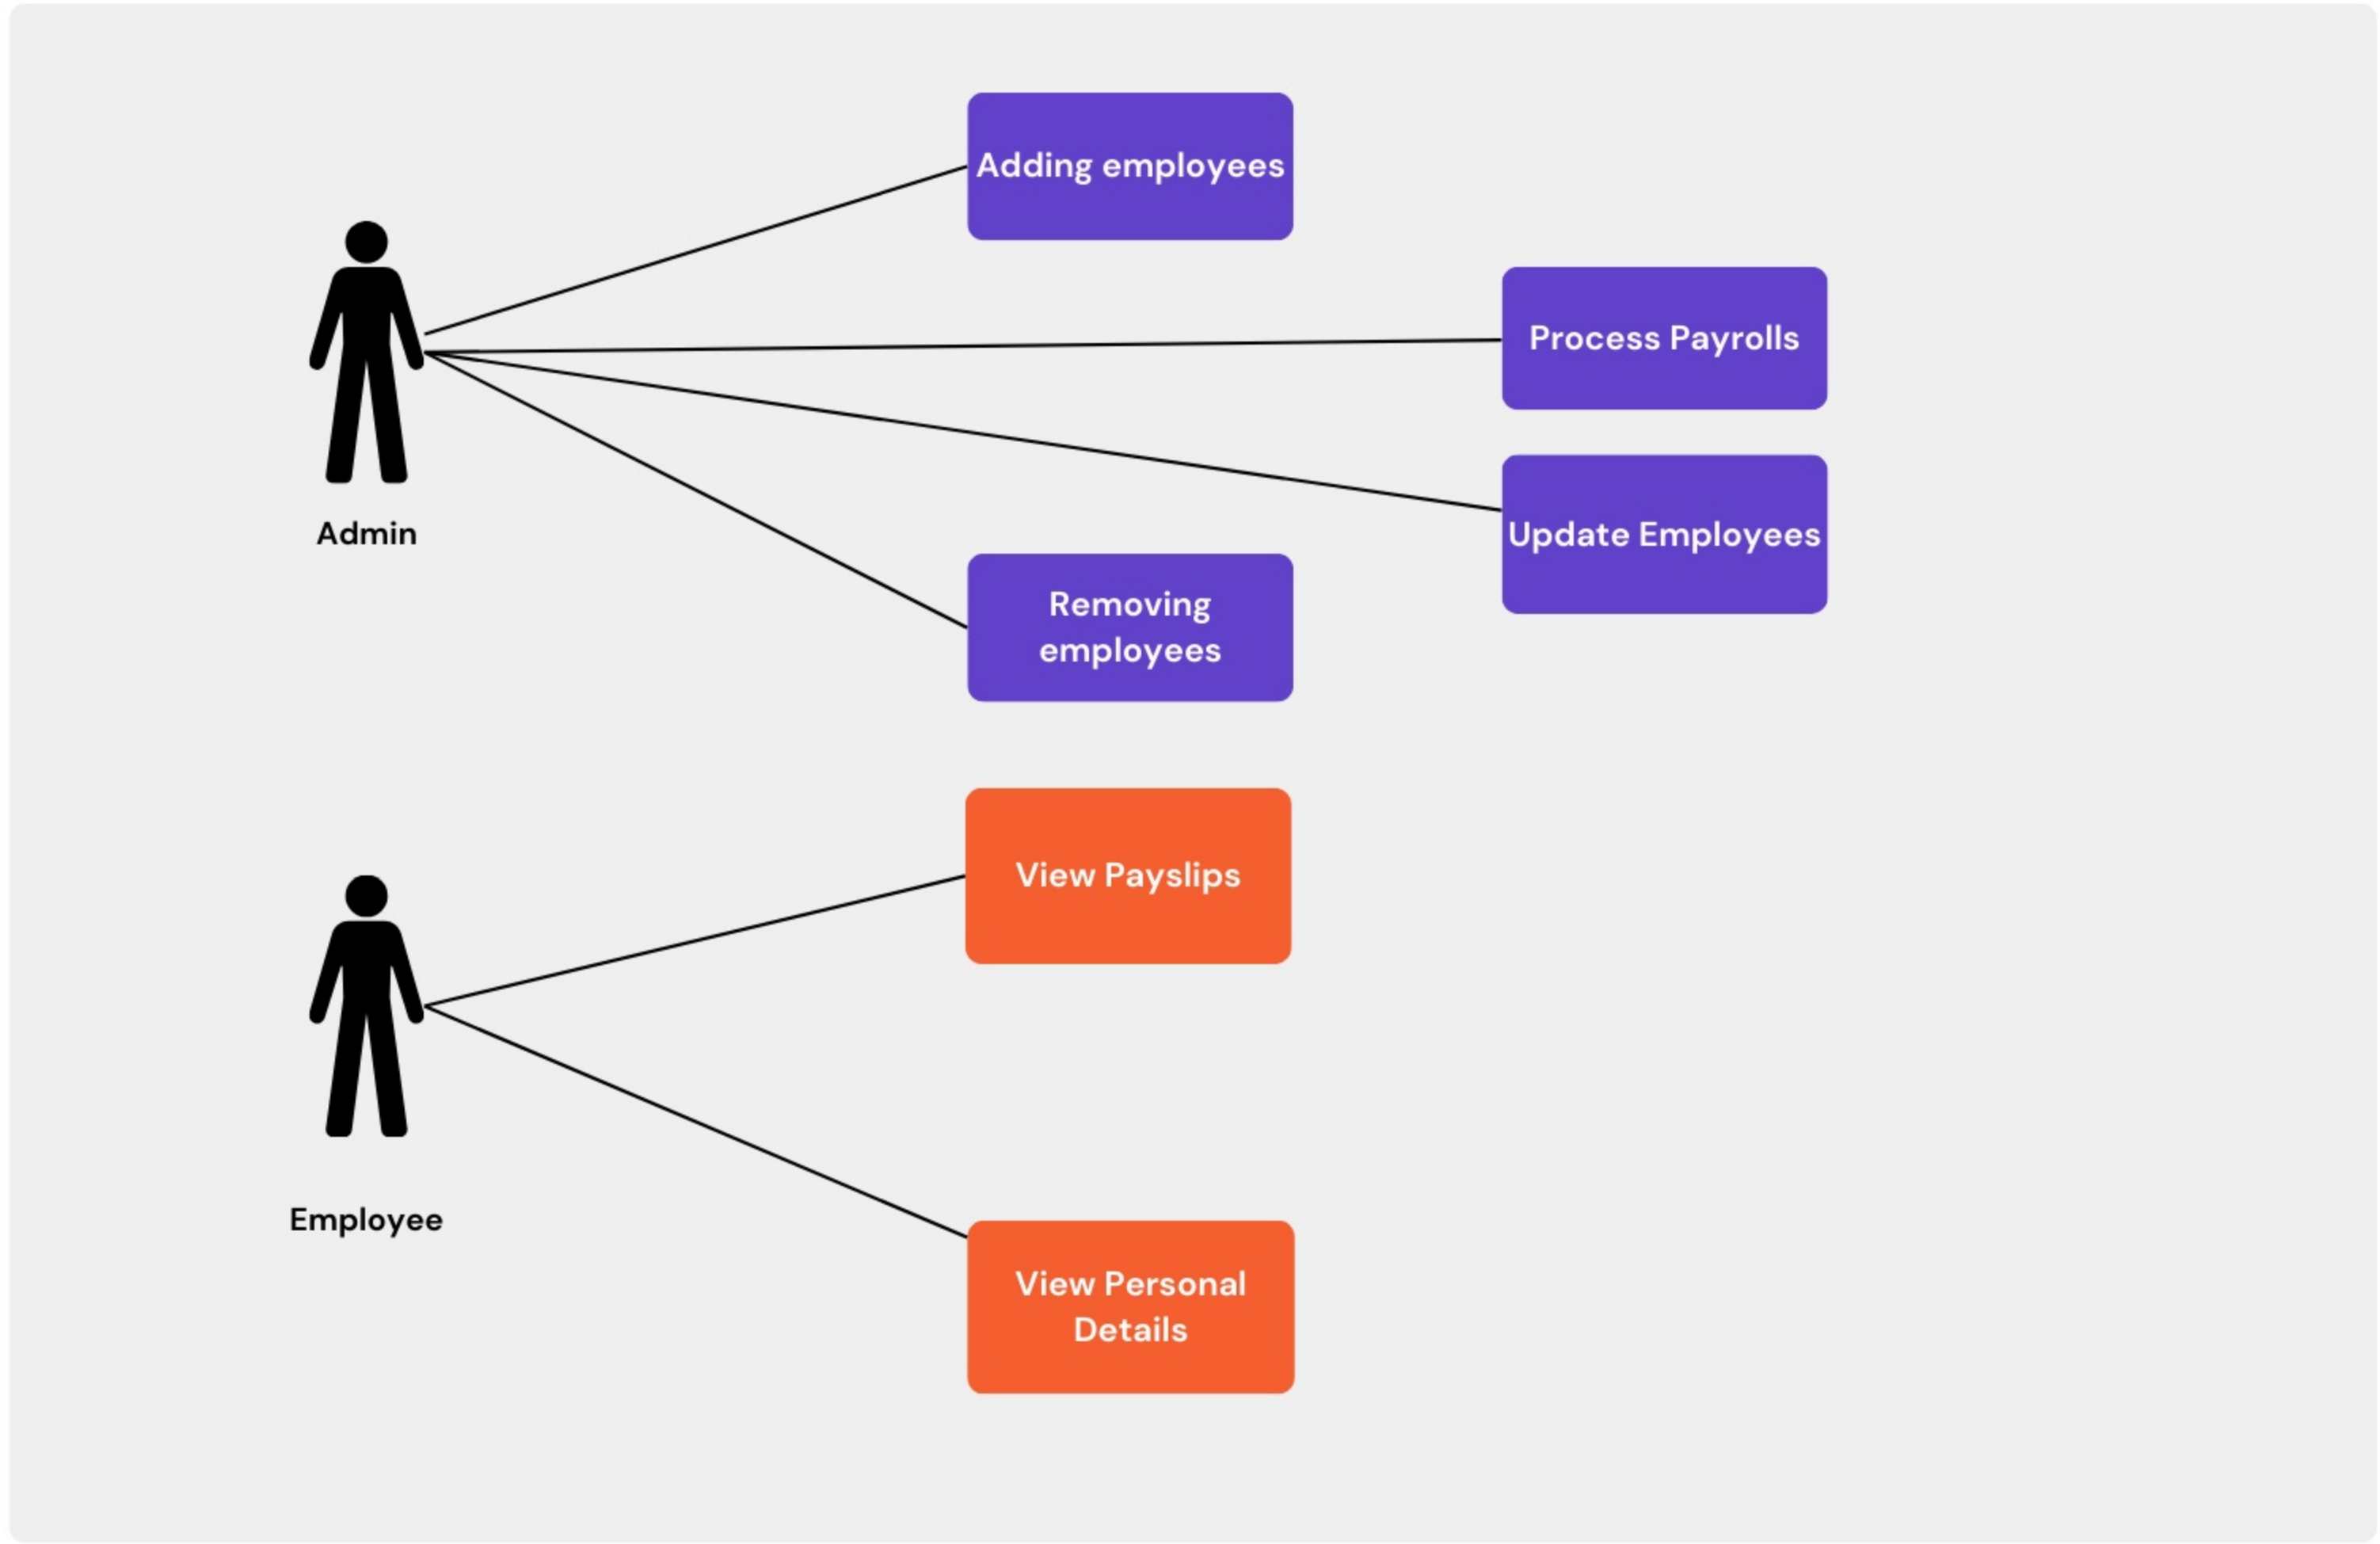 Adding employees
Process Payrolls
Admin
Update Employees
Removing
employees
View Payslips
Employee
View Personal
Details